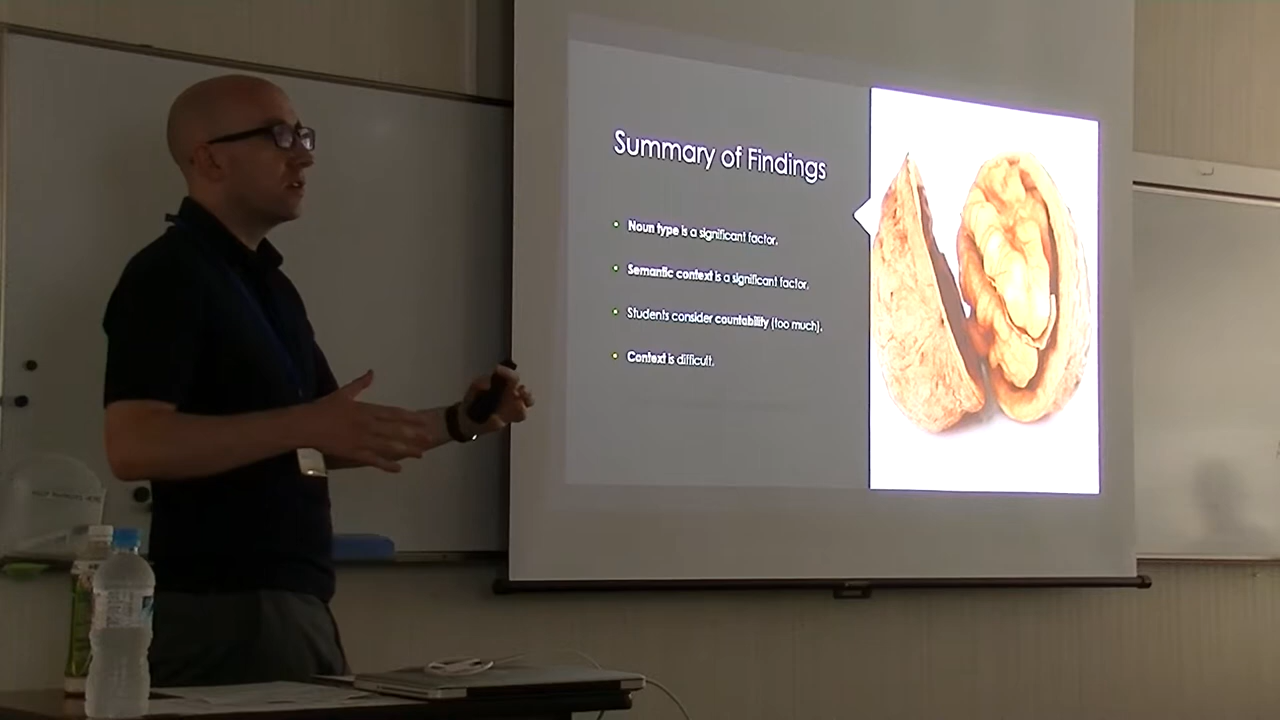 Summary of Findings
Noun type is a significant factor.
Semantic context is a significant factor.
Students consider countability (too much).
Context is difficult.